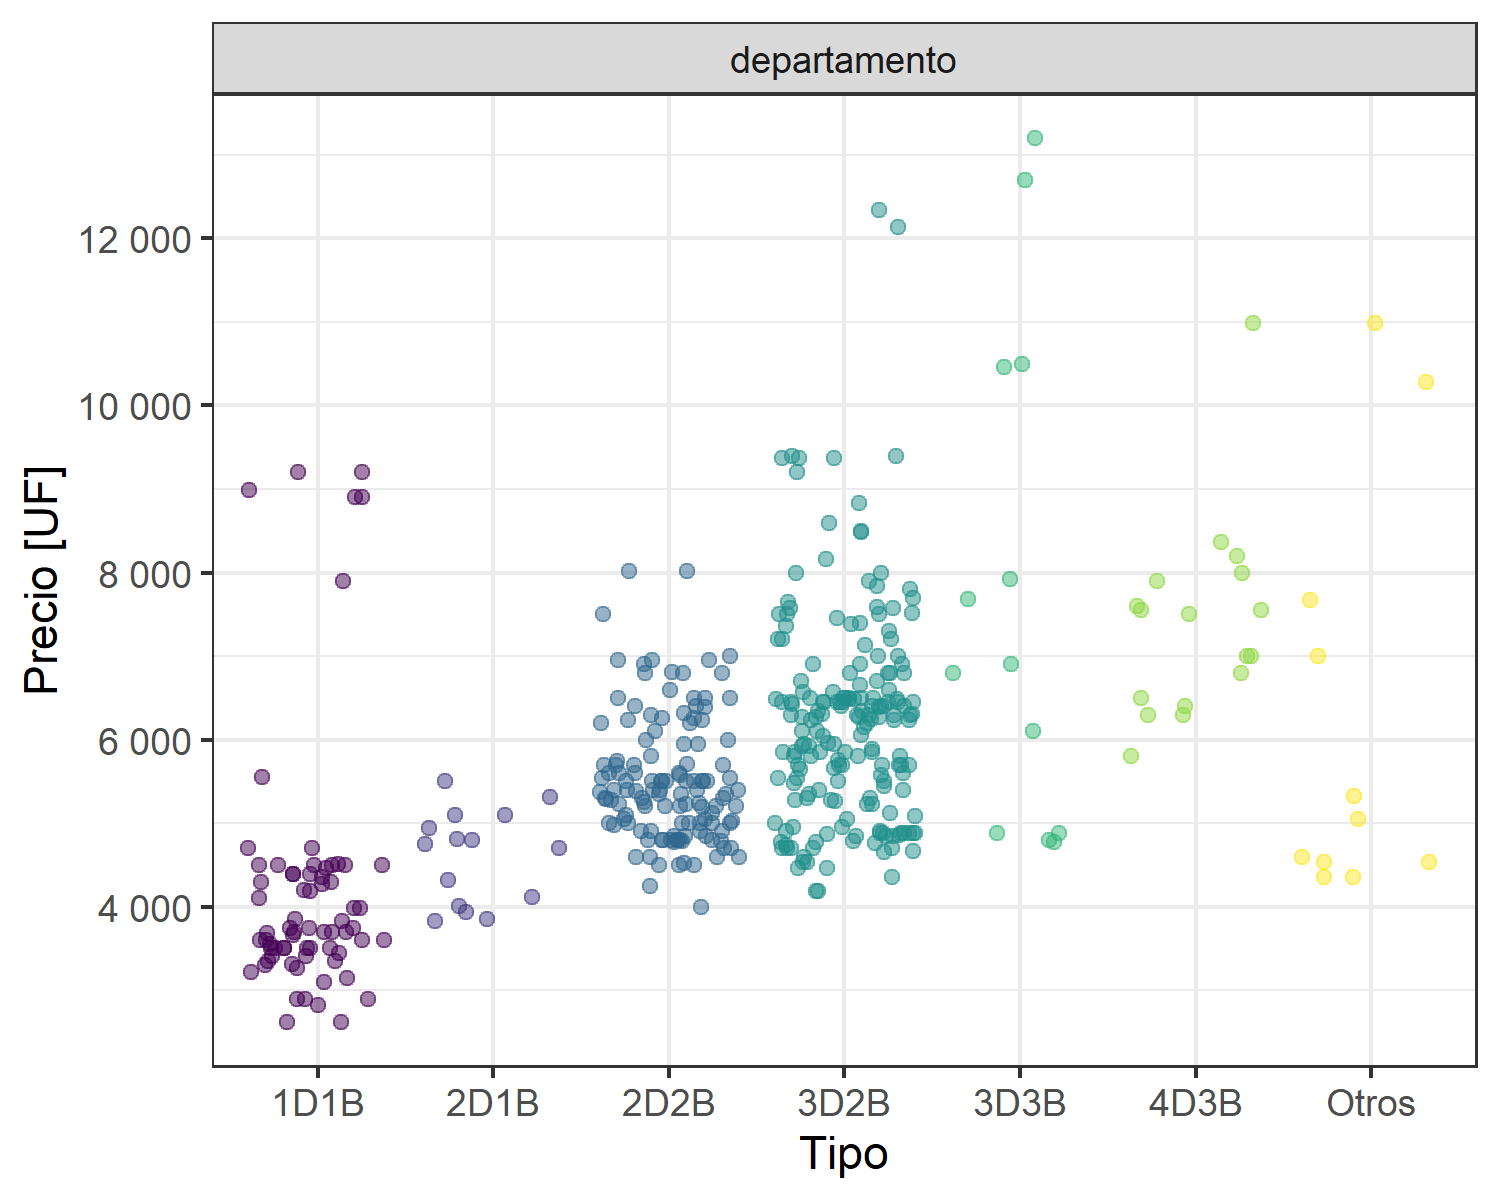 departamento
Precio [UF]
12 000
10 000
8 000
6 000
4 000
1D1B 2D1B 2D2B 3D2B 3D3B 4D3B Otros
Tipo